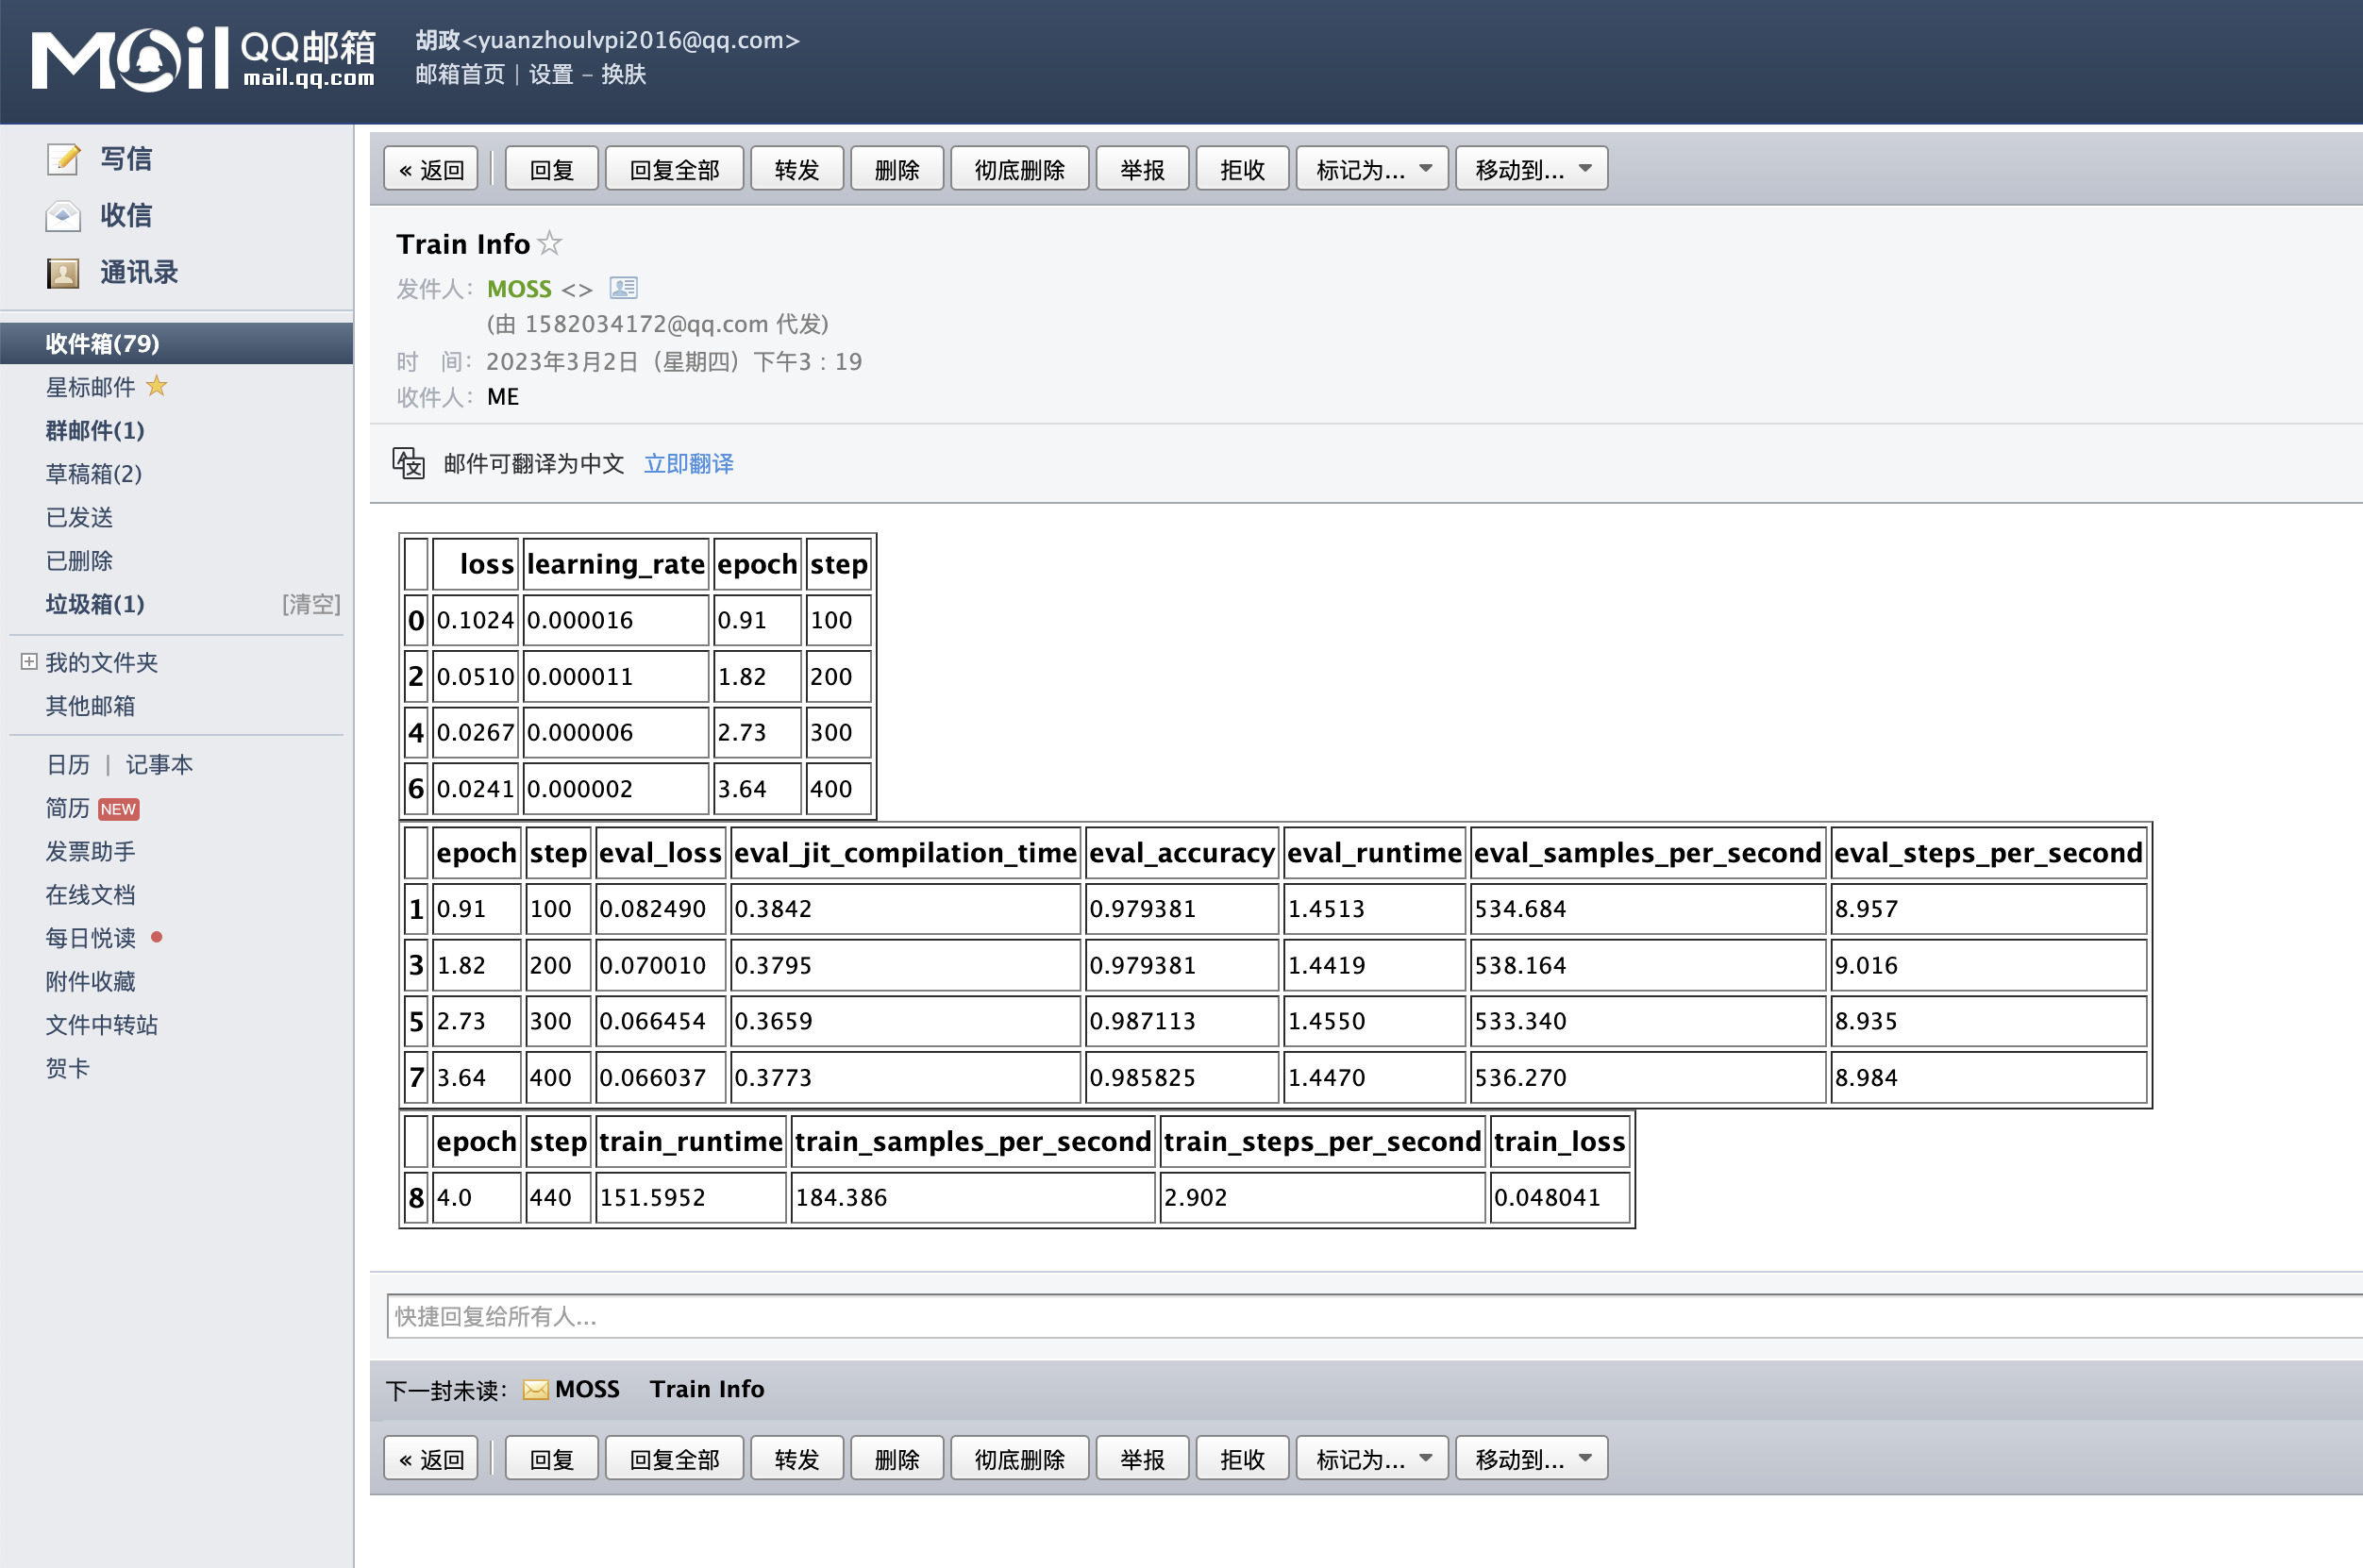 MOil QQ邮箱 mail.qq.com
胡政<yuanzhoulvpi2016@qq.com>
邮箱首页 | 设置 – 换肤
写信
收信
通讯录
收件箱(79)
星标邮件
群邮件(1)
草稿箱(2)
已发送
已删除
垃圾箱(1) [清空]
我的文件夹
其他邮箱
日历 | 记事本
简历 NEW
发票助手
在线文档
每日悦读
附件收藏
文件中转站
贺卡
« 返回 回复 回复全部 转发 删除 彻底删除 举报 拒收 标记为... 移动到...
Train Info
发件人： MOSS <>
(由 1582034172@qq.com 代发)
时 间： 2023年3月2日（星期四）下午3：19
收件人： ME
邮件可翻译为中文 立即翻译
loss learning_rate epoch step
0 0.1024 0.000016 0.91 100
2 0.0510 0.000011 1.82 200
4 0.0267 0.000006 2.73 300
6 0.0241 0.000002 3.64 400
epoch step eval_loss eval_jit_compilation_time eval_accuracy eval_runtime eval_samples_per_second eval_steps_per_second
1 0.91 100 0.082490 0.3842 0.979381 1.4513 534.684 8.957
3 1.82 200 0.070010 0.3795 0.979381 1.4419 538.164 9.016
5 2.73 300 0.066454 0.3659 0.987113 1.4550 533.340 8.935
7 3.64 400 0.066037 0.3773 0.985825 1.4470 536.270 8.984
epoch step train_runtime train_samples_per_second train_steps_per_second train_loss
8 4.0 440 151.5952 184.386 2.902 0.048041
快捷回复给所有人...
下一封未读： MOSS Train Info
« 返回 回复 回复全部 转发 删除 彻底删除 举报 拒收 标记为... 移动到...